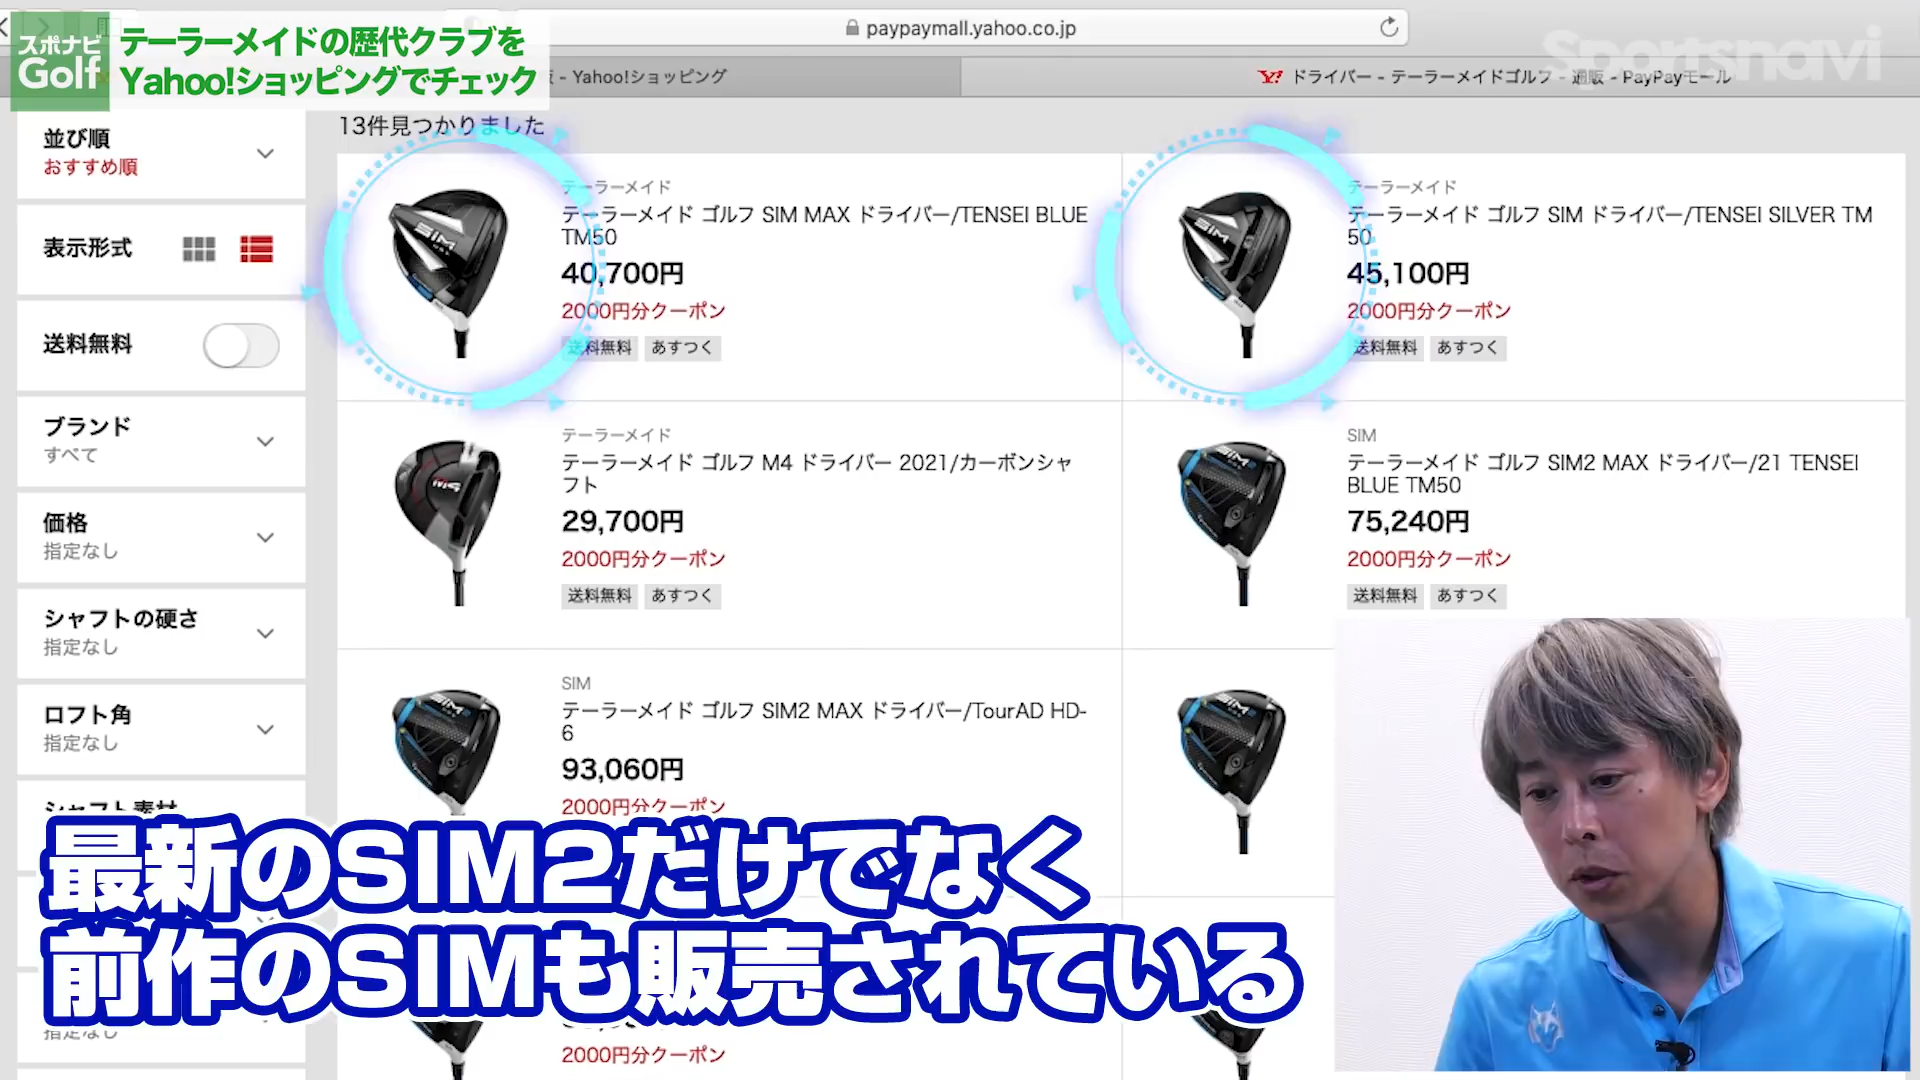 スポナビ
Golf
テーラーメイドの歴代クラブを
Yahoo!ショッピングでチェック
paypaymall.yahoo.co.jp
- Yahoo!ショッピング
ドライバー - テーラーメイドゴルフ - 通販 - PayPayモール
Sportsnavi
13件見つかりました
並び順
おすすめ順
表示形式
送料無料
ブランド
すべて
価格
指定なし
シャフトの硬さ
指定なし
ロフト角
指定なし
シャフト素材
指定なし
テーラーメイド
テーラーメイド ゴルフ SIM MAX ドライバー/TENSEI BLUE
TM50
40,700円
2000円分クーポン
送料無料 あすつく
テーラーメイド
テーラーメイド ゴルフ SIM ドライバー/TENSEI SILVER TM
50
45,100円
2000円分クーポン
送料無料 あすつく
テーラーメイド
テーラーメイド ゴルフ M4 ドライバー 2021/カーボンシャ
フト
29,700円
2000円分クーポン
送料無料 あすつく
SIM
テーラーメイド ゴルフ SIM2 MAX ドライバー/21 TENSEI
BLUE TM50
75,240円
2000円分クーポン
送料無料 あすつく
SIM
テーラーメイド ゴルフ SIM2 MAX ドライバー/TourAD HD-
6
93,060円
2000円分クーポン
2000円分クーポン
最新のSIM2だけでなく
前作のSIMも販売されている